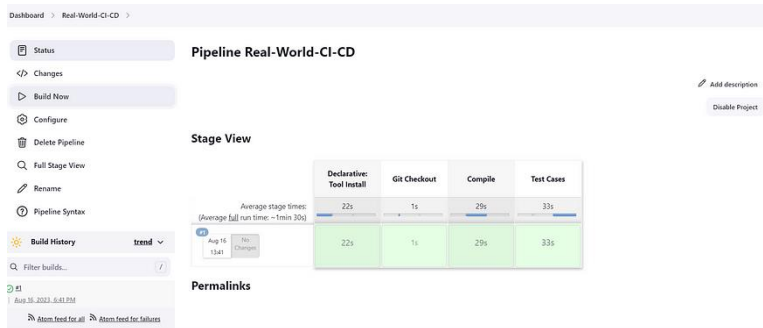 Dashboard > Real-World-CI-CD >
Status
</> Changes
Build Now
Configure
Delete Pipeline
Full Stage View
Rename
Pipeline Syntax
Build History trend
Filter builds... /
#1
Aug 16, 2023, 6:41 PM
Atom feed for all Atom feed for failures
Pipeline Real-World-CI-CD
Add description
Disable Project
Stage View
Declarative: Tool Install
Git Checkout
Compile
Test Cases
Average stage times: 22s 1s 29s 33s
(Average full run time: ~1min 30s)
#1
Aug 16
13:41
No Changes
22s 1s 29s 33s
Permalinks